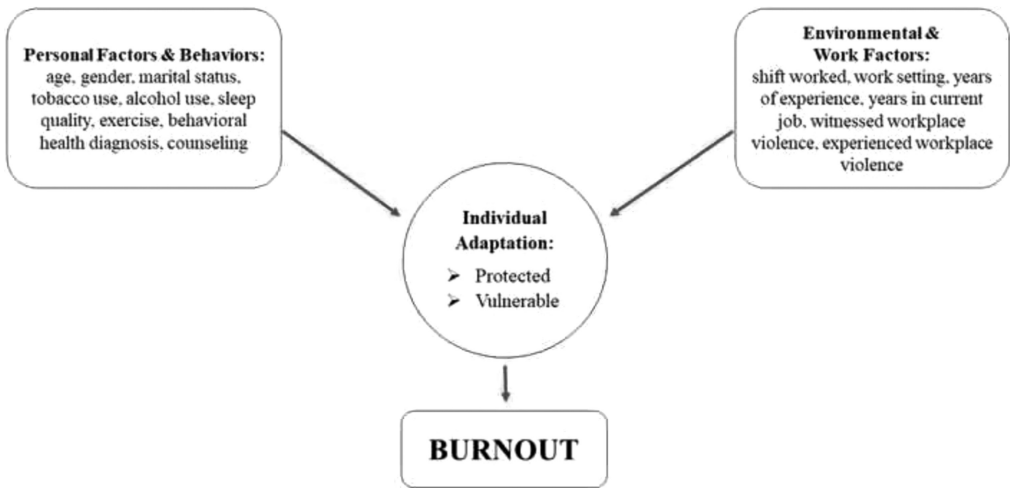 Personal Factors & Behaviors:
age, gender, marital status,
tobacco use, alcohol use, sleep
quality, exercise, behavioral
health diagnosis, counseling
Environmental &
Work Factors:
shift worked, work setting, years
of experience, years in current
job, witnessed workplace
violence, experienced workplace
violence
Individual
Adaptation:
➢ Protected
➢ Vulnerable
BURNOUT